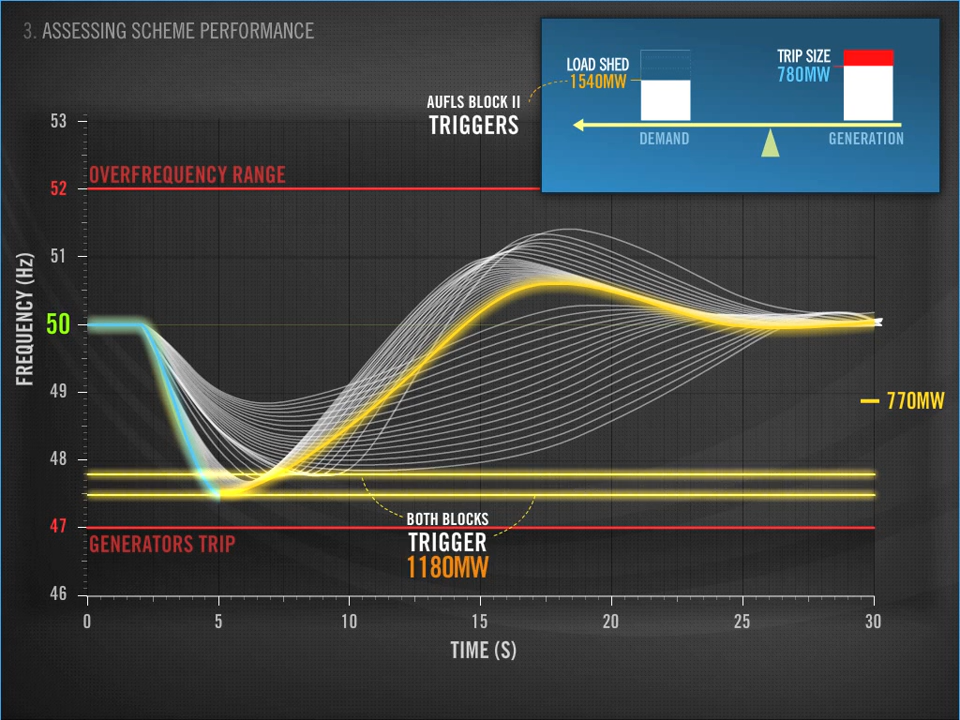 3. ASSESSING SCHEME PERFORMANCE
AUFLS BLOCK II
TRIGGERS
LOAD SHED
1540MW
TRIP SIZE
780MW
DEMAND
GENERATION
FREQUENCY (Hz)
53
52
51
50
49
48
47
46
OVERFREQUENCY RANGE
770MW
BOTH BLOCKS
TRIGGER
1180MW
GENERATORS TRIP
0 5 10 15 20 25 30
TIME (S)